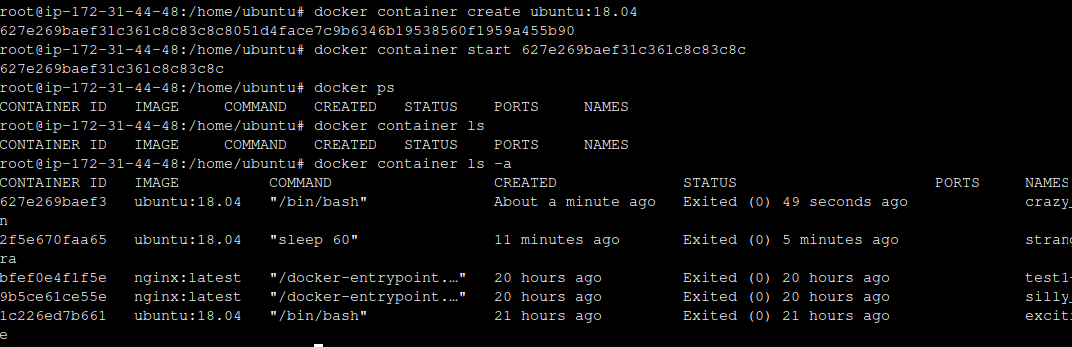 root@ip-172-31-44-48:/home/ubuntu# docker container create ubuntu:18.04
627e269baef31c361c8c83c8c8051d4face7c9b6346b19538560f1959a455b90
root@ip-172-31-44-48:/home/ubuntu# docker container start 627e269baef31c361c8c83c8c
627e269baef31c361c8c83c8c
root@ip-172-31-44-48:/home/ubuntu# docker ps
CONTAINER ID   IMAGE     COMMAND   CREATED   STATUS    PORTS     NAMES
root@ip-172-31-44-48:/home/ubuntu# docker container ls
CONTAINER ID   IMAGE     COMMAND   CREATED   STATUS    PORTS     NAMES
root@ip-172-31-44-48:/home/ubuntu# docker container ls -a
CONTAINER ID   IMAGE          COMMAND                  CREATED              STATUS                      PORTS     NAMES
627e269baef3   ubuntu:18.04   "/bin/bash"              About a minute ago   Exited (0) 49 seconds ago             crazy_
n
2f5e670faa65   ubuntu:18.04   "sleep 60"               11 minutes ago       Exited (0) 5 minutes ago              strang
ra
bfef0e4f1f5e   nginx:latest   "/docker-entrypoint.…"   20 hours ago         Exited (0) 20 hours ago               test1-
9b5ce61ce55e   nginx:latest   "/docker-entrypoint.…"   20 hours ago         Exited (0) 20 hours ago               silly_
1c226ed7b661   ubuntu:18.04   "/bin/bash"              21 hours ago         Exited (0) 21 hours ago               exciti
e